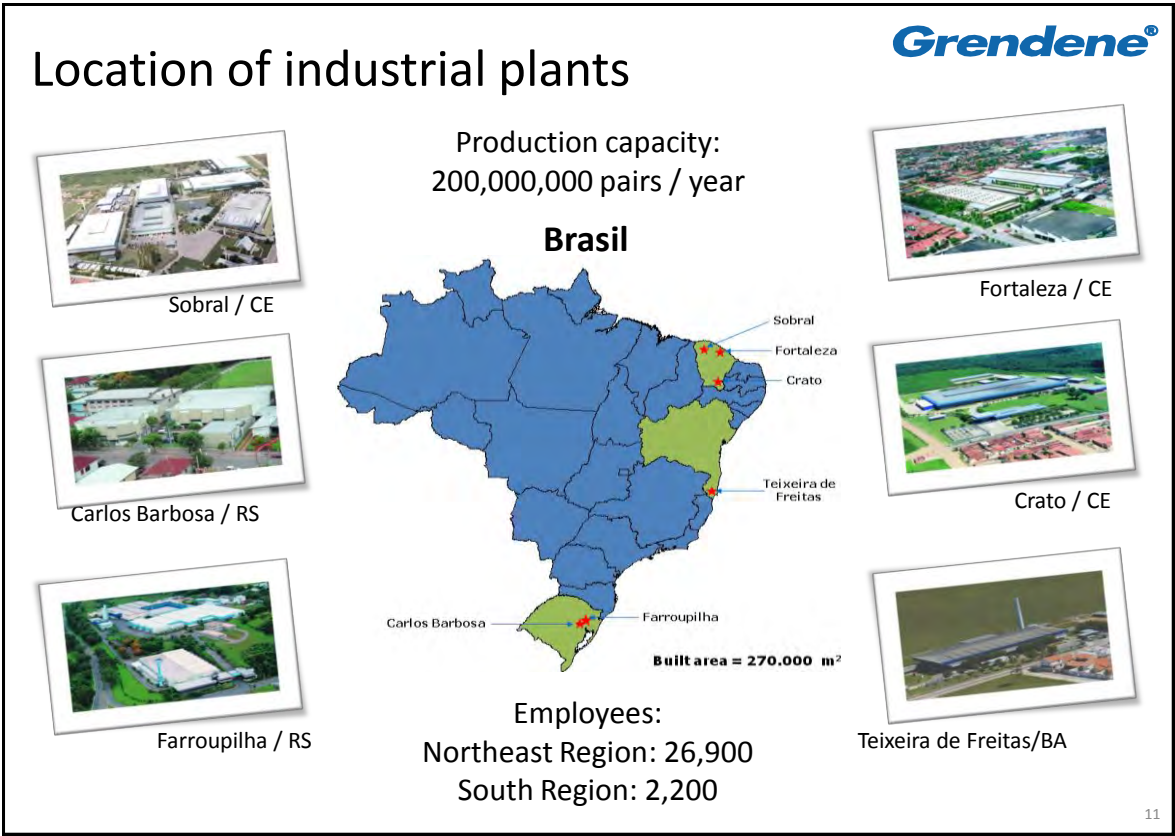 Grendene®
Location of industrial plants
Production capacity:
200,000,000 pairs / year
Brasil
Sobral / CE
Fortaleza / CE
Carlos Barbosa / RS
Crato / CE
Farroupilha / RS
Teixeira de Freitas/BA
Sobral
Fortaleza
Crato
Teixeira de
Freitas
Carlos Barbosa
Farroupilha
Built area = 270.000 m²
Employees:
Northeast Region: 26,900
South Region: 2,200
11